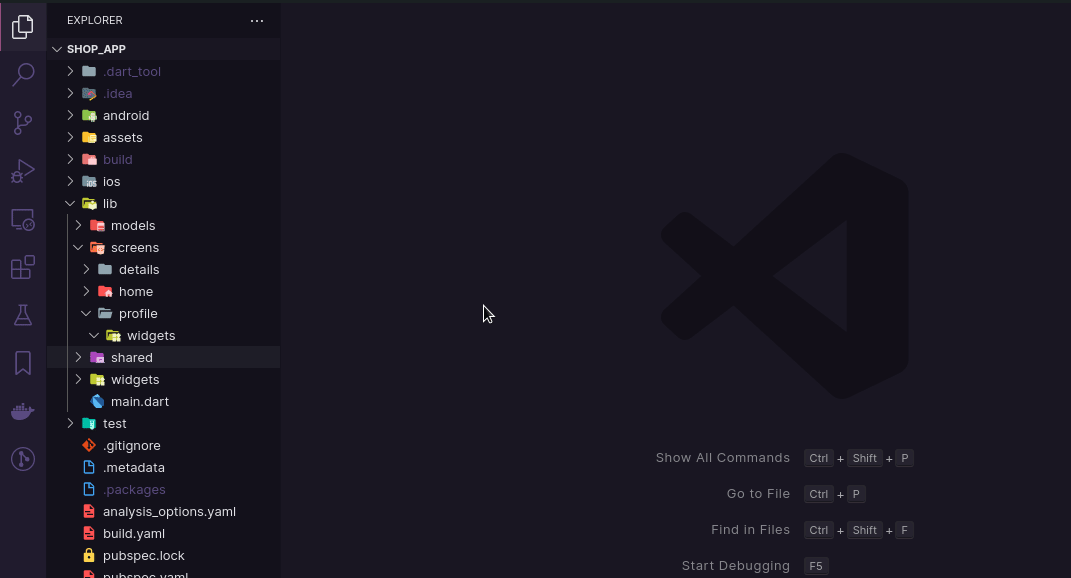 EXPLORER
SHOP_APP
.dart_tool
.idea
android
assets
build
ios
lib
models
screens
details
home
profile
widgets
shared
widgets
main.dart
test
.gitignore
.metadata
.packages
analysis_options.yaml
build.yaml
pubspec.lock
pubspec.yaml
Show All Commands Ctrl + Shift + P
Go to File Ctrl + P
Find in Files Ctrl + Shift + F
Start Debugging F5